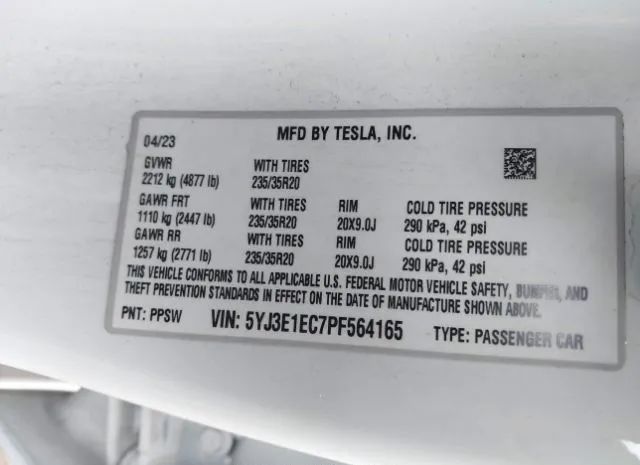 04/23
MFD BY TESLA, INC.
GVWR WITH TIRES
2212 kg (4877 lb) 235/35R20
GAWR FRT WITH TIRES RIM COLD TIRE PRESSURE
1110 kg (2447 lb) 235/35R20 20X9.0J 290 kPa, 42 psi
GAWR RR WITH TIRES RIM COLD TIRE PRESSURE
1257 kg (2771 lb) 235/35R20 20X9.0J 290 kPa, 42 psi
THIS VEHICLE CONFORMS TO ALL APPLICABLE U.S. FEDERAL MOTOR VEHICLE SAFETY, BUMPER, AND
THEFT PREVENTION STANDARDS IN EFFECT ON THE DATE OF MANUFACTURE SHOWN ABOVE.
PNT: PPSW VIN: 5YJ3E1EC7PF564165 TYPE: PASSENGER CAR